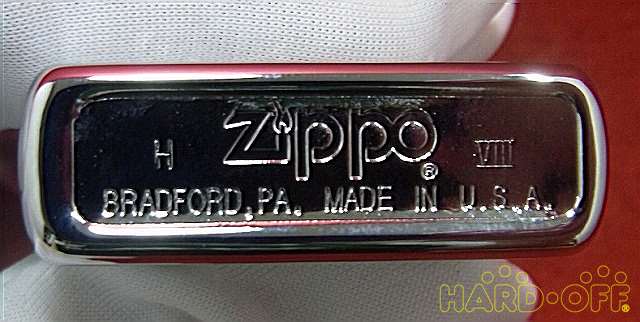 H Zippo® VIII
BRADFORD, PA. MADE IN U.S.A.
HARD·OFF